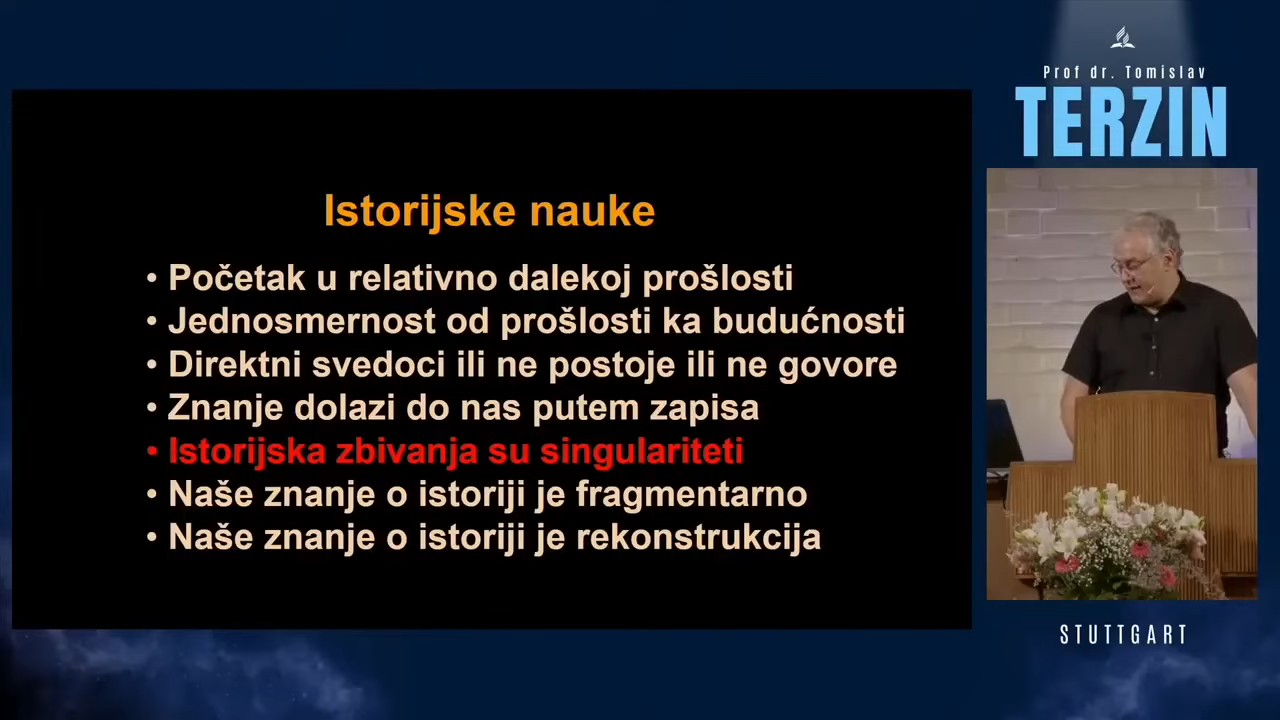 Istorijske nauke
• Početak u relativno dalekoj prošlosti
• Jednosmernost od prošlosti ka budućnosti
• Direktni svedoci ili ne postoje ili ne govore
• Znanje dolazi do nas putem zapisa
• Istorijska zbivanja su singulariteti
• Naše znanje o istoriji je fragmentarno
• Naše znanje o istoriji je rekonstrukcija
Prof dr. Tomislav
TERZIN
STUTTGART